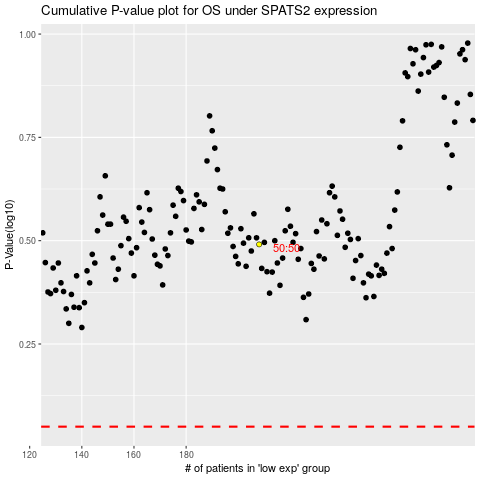 Cumulative P-value plot for OS under SPATS2 expression
1.00
0.75
0.50
0.25
P-Value(log10)
50:50
120 140 160 180
# of patients in 'low exp' group